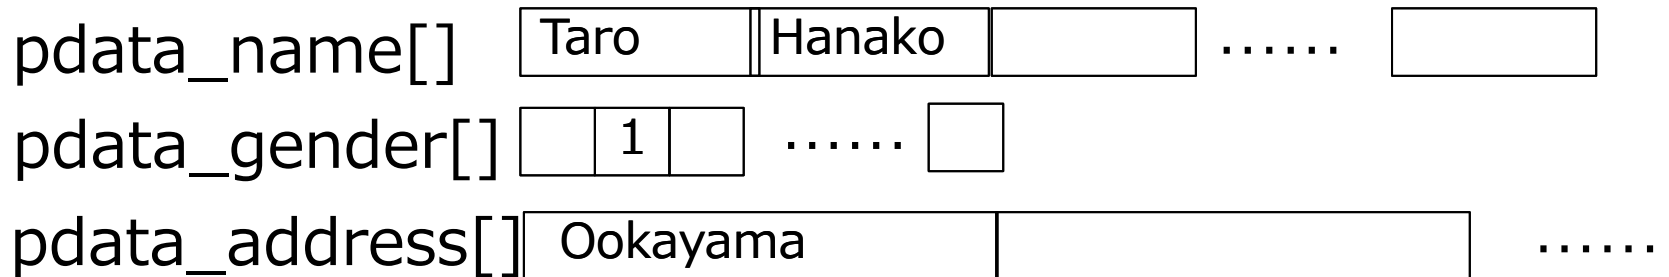 pdata_name[] Taro Hanako ......
pdata_gender[] 1 ......
pdata_address[] Ookayama ......